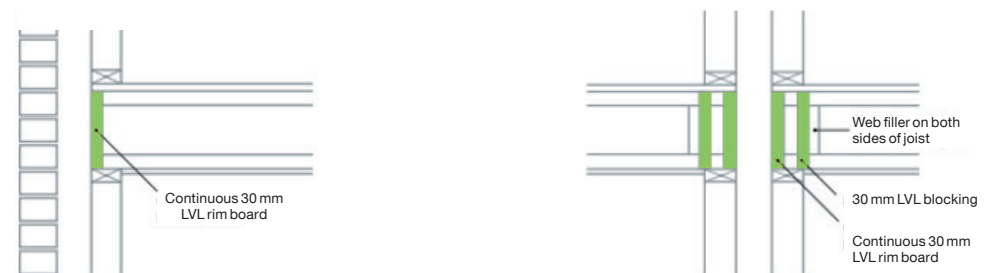 Continuous 30 mm
LVL rim board
Web filler on both
sides of joist
30 mm LVL blocking
Continuous 30 mm
LVL rim board